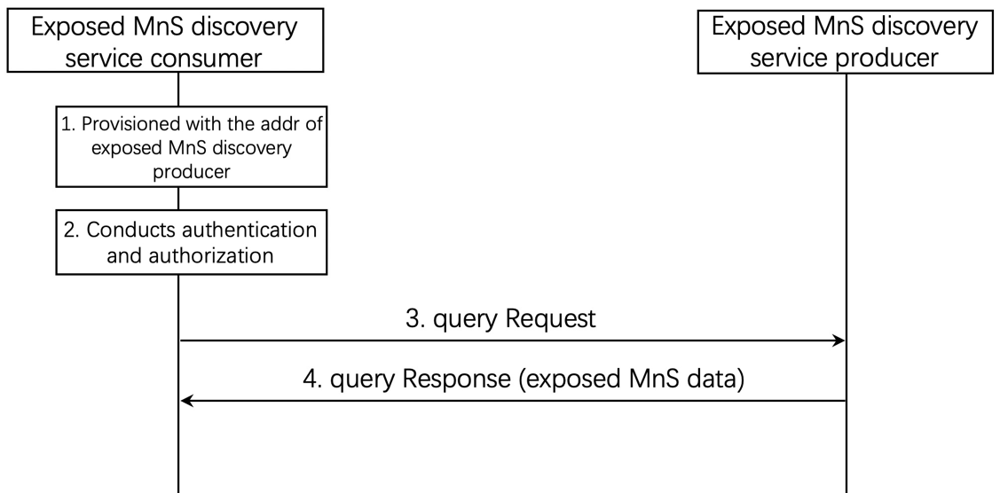 Exposed MnS discovery
service consumer
Exposed MnS discovery
service producer
1. Provisioned with the addr of
exposed MnS discovery
producer
2. Conducts authentication
and authorization
3. query Request
4. query Response (exposed MnS data)